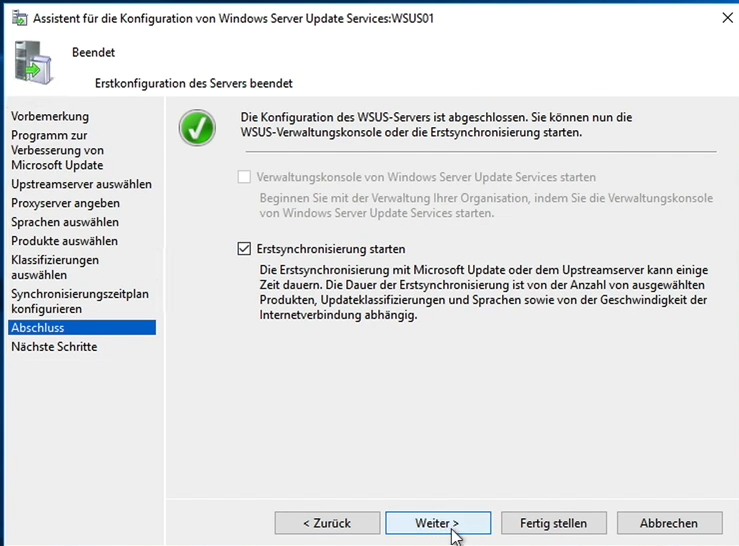 Assistent für die Konfiguration von Windows Server Update Services:WSUS01
Beendet
Erstkonfiguration des Servers beendet
Vorbemerkung
Programm zur
Verbesserung von
Microsoft Update
Upstreamserver auswählen
Proxyserver angeben
Sprachen auswählen
Produkte auswählen
Klassifizierungen
auswählen
Synchronisierungszeitplan
konfigurieren
Abschluss
Nächste Schritte
Die Konfiguration des WSUS-Servers ist abgeschlossen. Sie können nun die
WSUS-Verwaltungskonsole oder die Erstsynchronisierung starten.
Verwaltungskonsole von Windows Server Update Services starten
Beginnen Sie mit der Verwaltung Ihrer Organisation, indem Sie die Verwaltungskonsole
von Windows Server Update Services starten.
Erstsynchronisierung starten
Die Erstsynchronisierung mit Microsoft Update oder dem Upstreamserver kann einige
Zeit dauern. Die Dauer der Erstsynchronisierung ist von der Anzahl von ausgewählten
Produkten, Updateklassifizierungen und Sprachen sowie von der Geschwindigkeit der
Internetverbindung abhängig.
< Zurück
Weiter >
Fertig stellen
Abbrechen